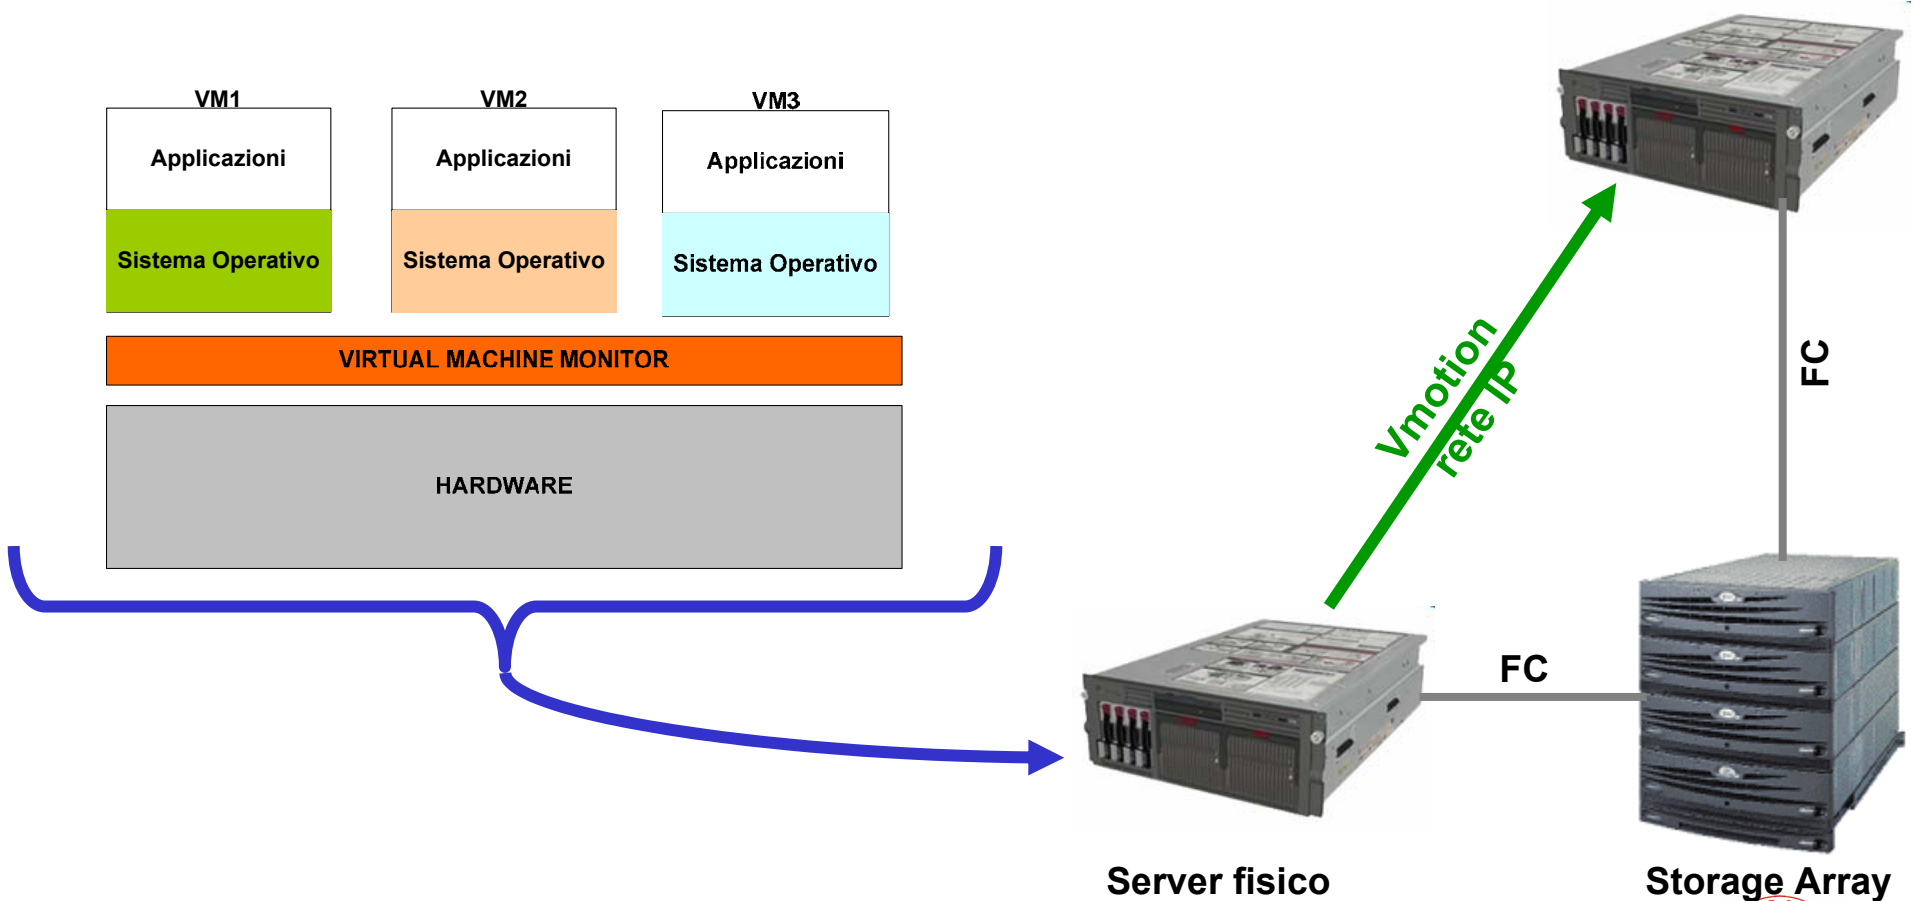 VM1
VM2
VM3
Applicazioni
Applicazioni
Applicazioni
Sistema Operativo
Sistema Operativo
Sistema Operativo
VIRTUAL MACHINE MONITOR
HARDWARE
Vmotion
rete IP
FC
FC
Server fisico
Storage Array